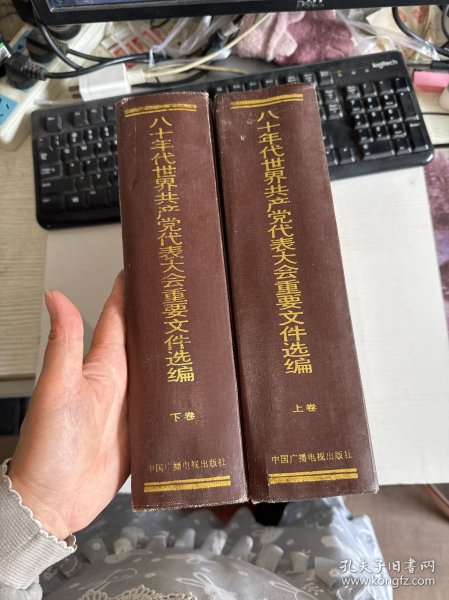 DELL
logitech
八十年代世界共产党代表大会重要文件选编
下卷
中国广播电视出版社
八十年代世界共产党代表大会重要文件选编
上卷
中国广播电视出版社
孔夫子旧书网
www.kongfz.com